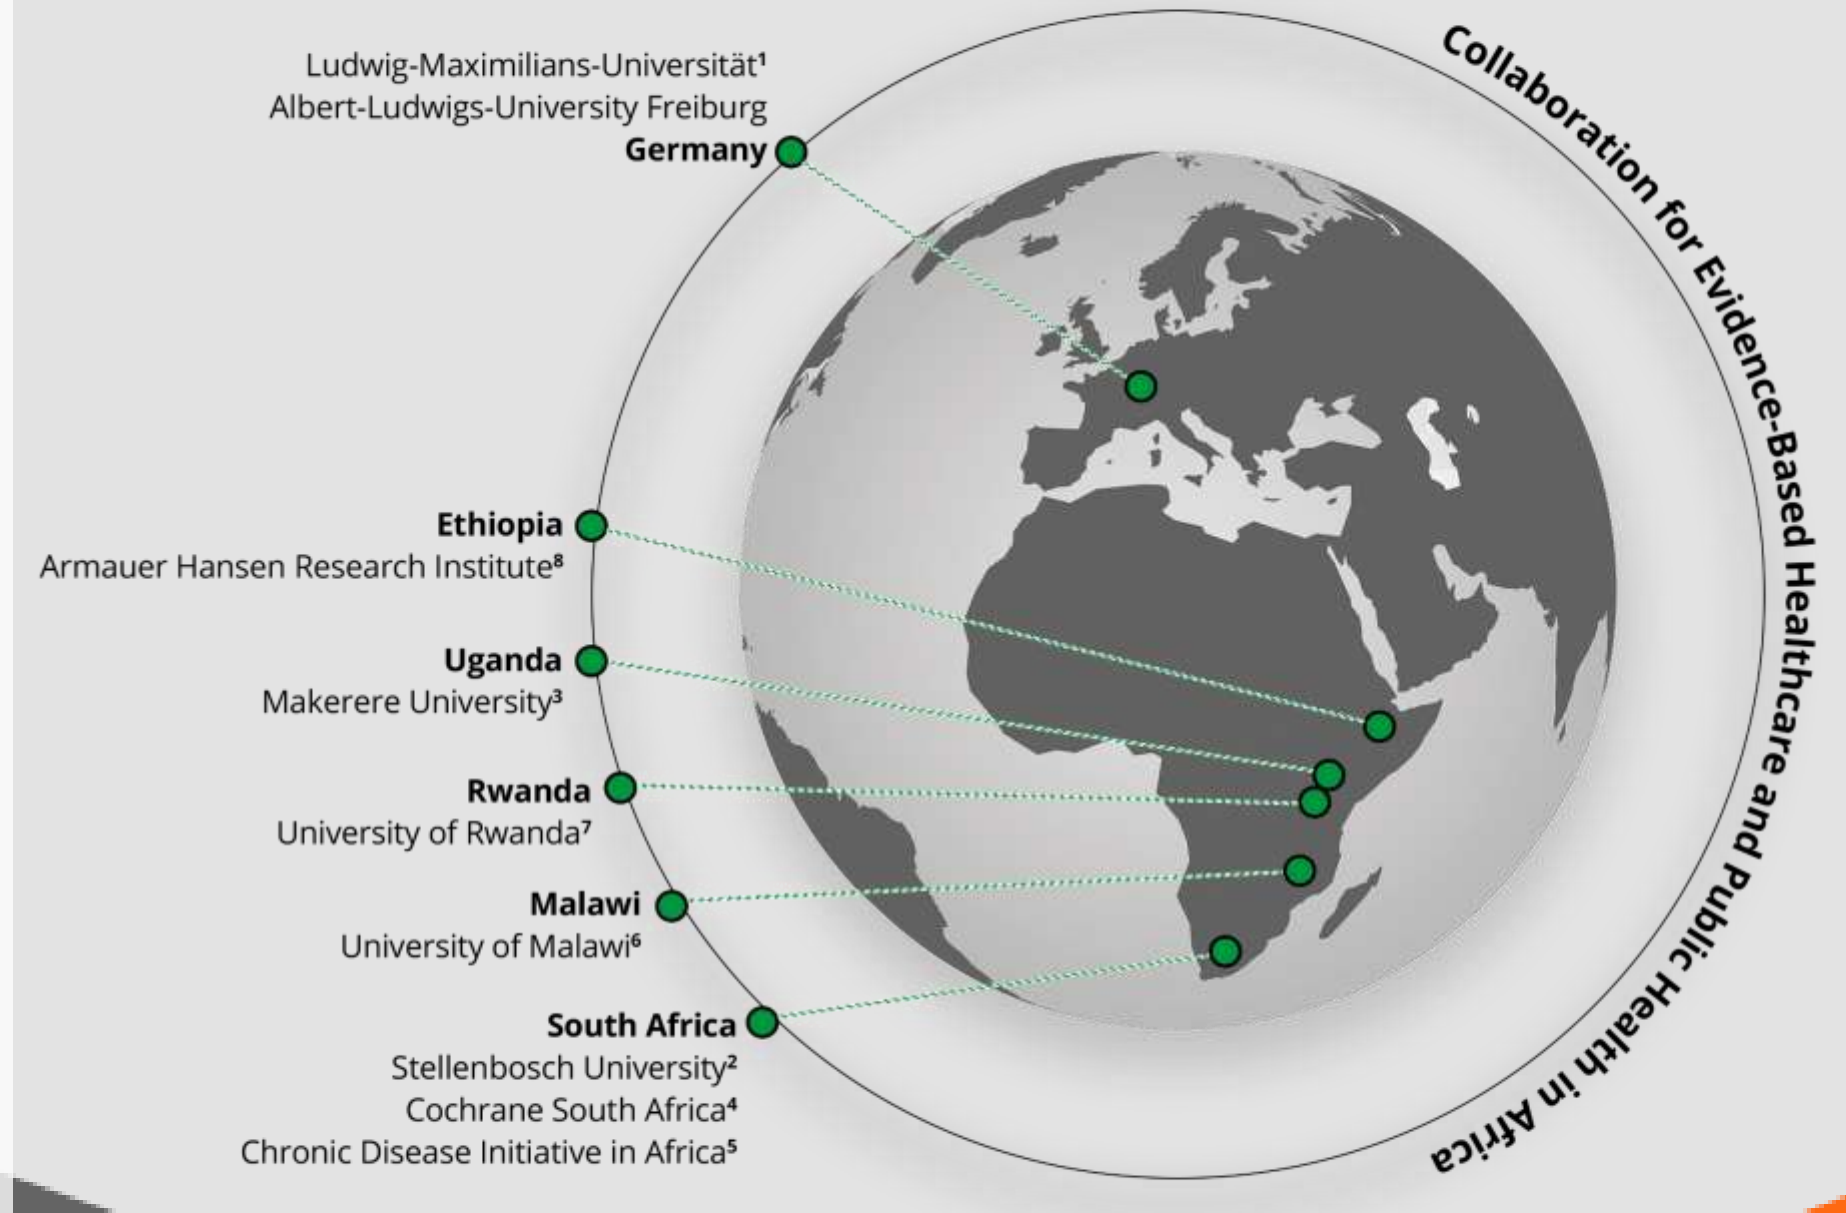 Ludwig-Maximilians-Universität¹
Albert-Ludwigs-University Freiburg
Germany
Ethiopia
Armauer Hansen Research Institute⁸
Uganda
Makerere University³
Rwanda
University of Rwanda⁷
Malawi
University of Malawi⁶
South Africa
Stellenbosch University²
Cochrane South Africa⁴
Chronic Disease Initiative in Africa⁵
Collaboration for Evidence-Based Healthcare and Public Health in Africa